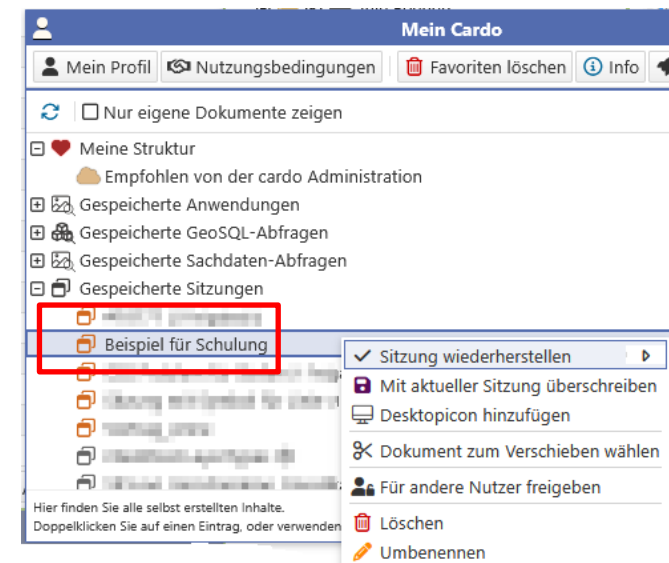 Mein Cardo
Mein Profil Nutzungsbedingungen Favoriten löschen Info
Nur eigene Dokumente zeigen
Meine Struktur
Empfohlen von der cardo Administration
Gespeicherte Anwendungen
Gespeicherte GeoSQL-Abfragen
Gespeicherte Sachdaten-Abfragen
Gespeicherte Sitzungen
Beispiel für Schulung
Sitzung wiederherstellen
Mit aktueller Sitzung überschreiben
Desktopicon hinzufügen
Dokument zum Verschieben wählen
Für andere Nutzer freigeben
Löschen
Umbenennen
Hier finden Sie alle selbst erstellten Inhalte.
Doppelklicken Sie auf einen Eintrag, oder verwenden